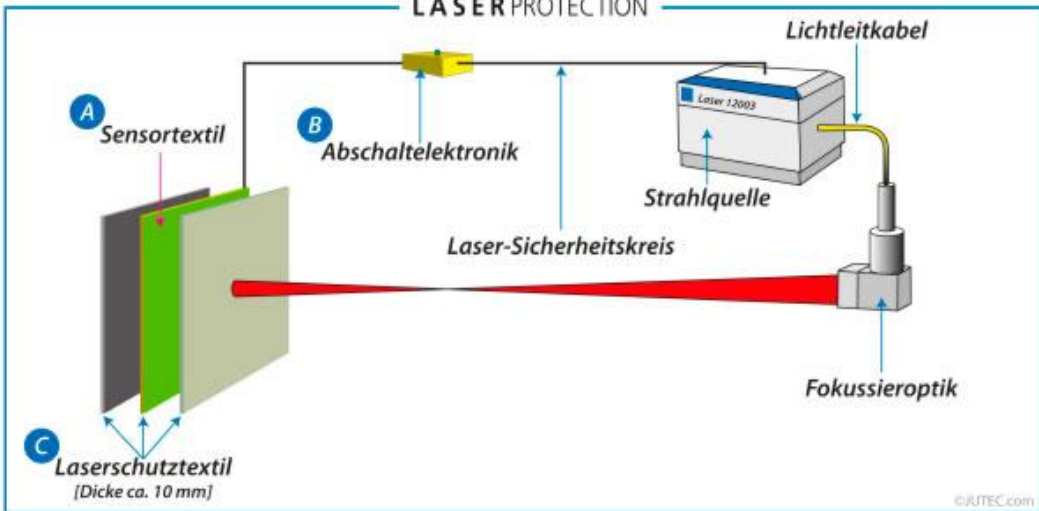 LASER PROTECTION
Lichtleitkabel
Laser 12003
A
Sensortextil
B
Abschaltelektronik
Strahlquelle
Laser-Sicherheitskreis
Fokussieroptik
C
Laserschutztextil
[Dicke ca. 10 mm]
©JUTEC.com